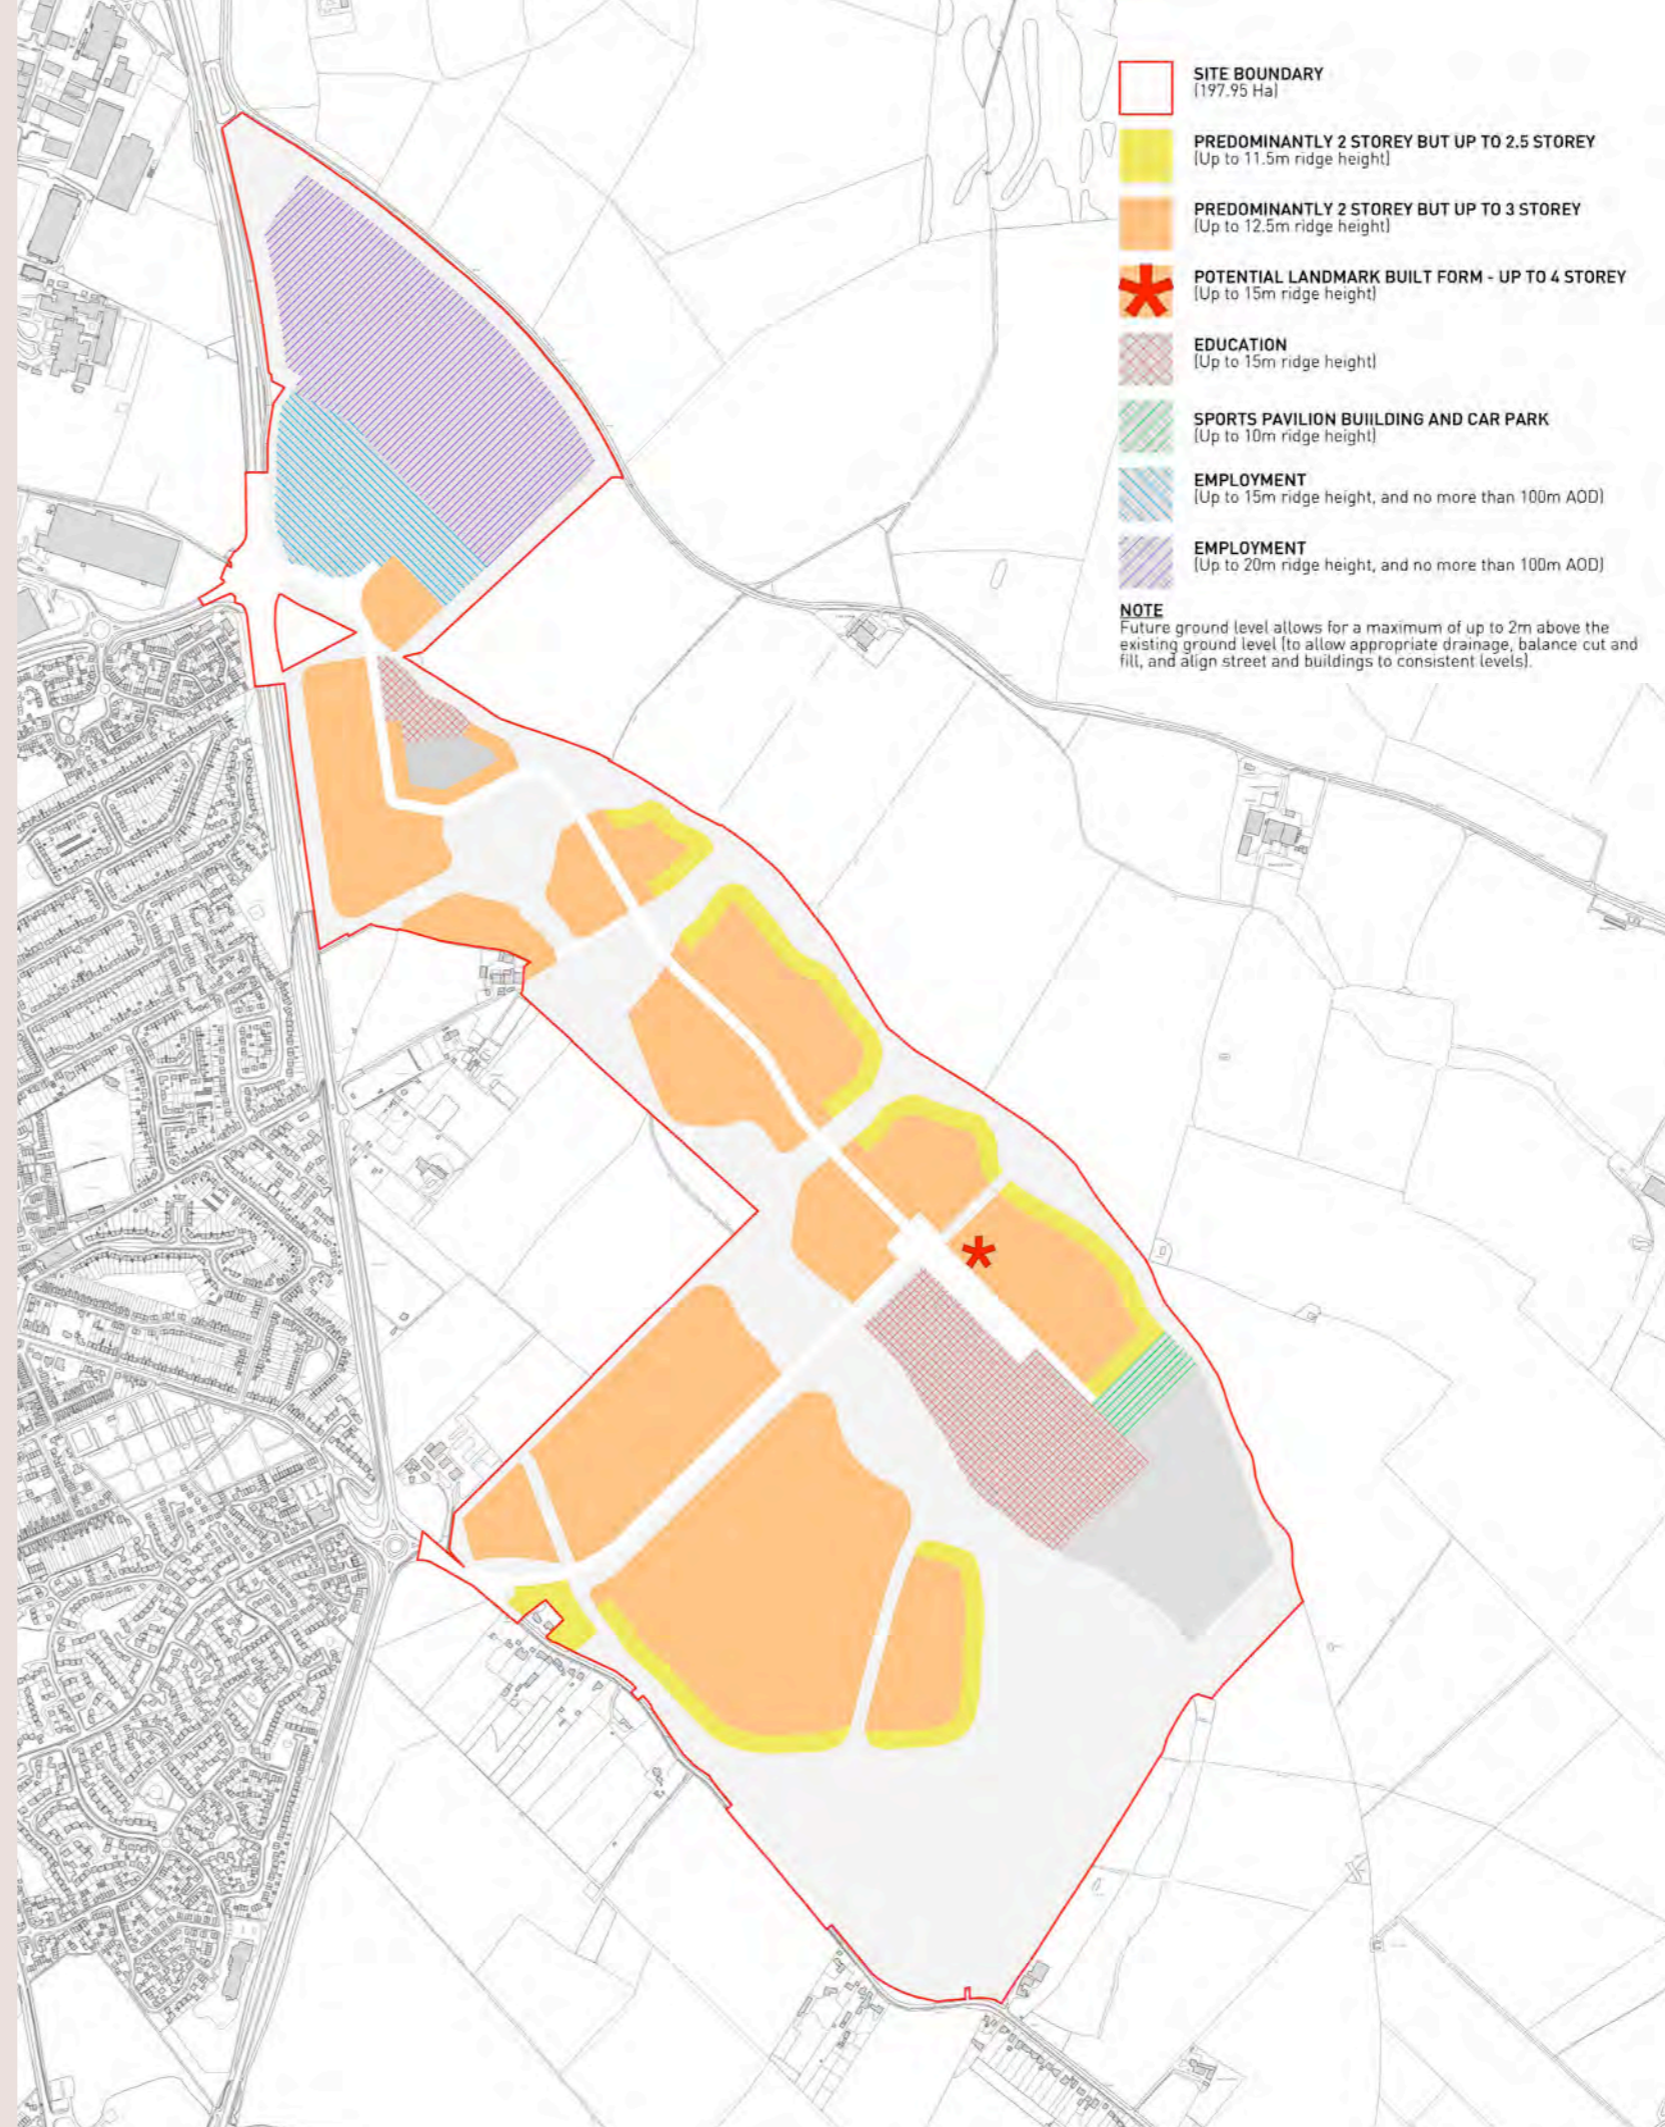 SITE BOUNDARY
(197.95 Ha)
PREDOMINANTLY 2 STOREY BUT UP TO 2.5 STOREY
(Up to 11.5m ridge height)
PREDOMINANTLY 2 STOREY BUT UP TO 3 STOREY
(Up to 12.5m ridge height)
POTENTIAL LANDMARK BUILT FORM - UP TO 4 STOREY
(Up to 15m ridge height)
EDUCATION
(Up to 15m ridge height)
SPORTS PAVILION BUIILDING AND CAR PARK
(Up to 10m ridge height)
EMPLOYMENT
(Up to 15m ridge height, and no more than 100m AOD)
EMPLOYMENT
(Up to 20m ridge height, and no more than 100m AOD)
NOTE
Future ground level allows for a maximum of up to 2m above the
existing ground level (to allow appropriate drainage, balance cut and
fill, and align street and buildings to consistent levels).